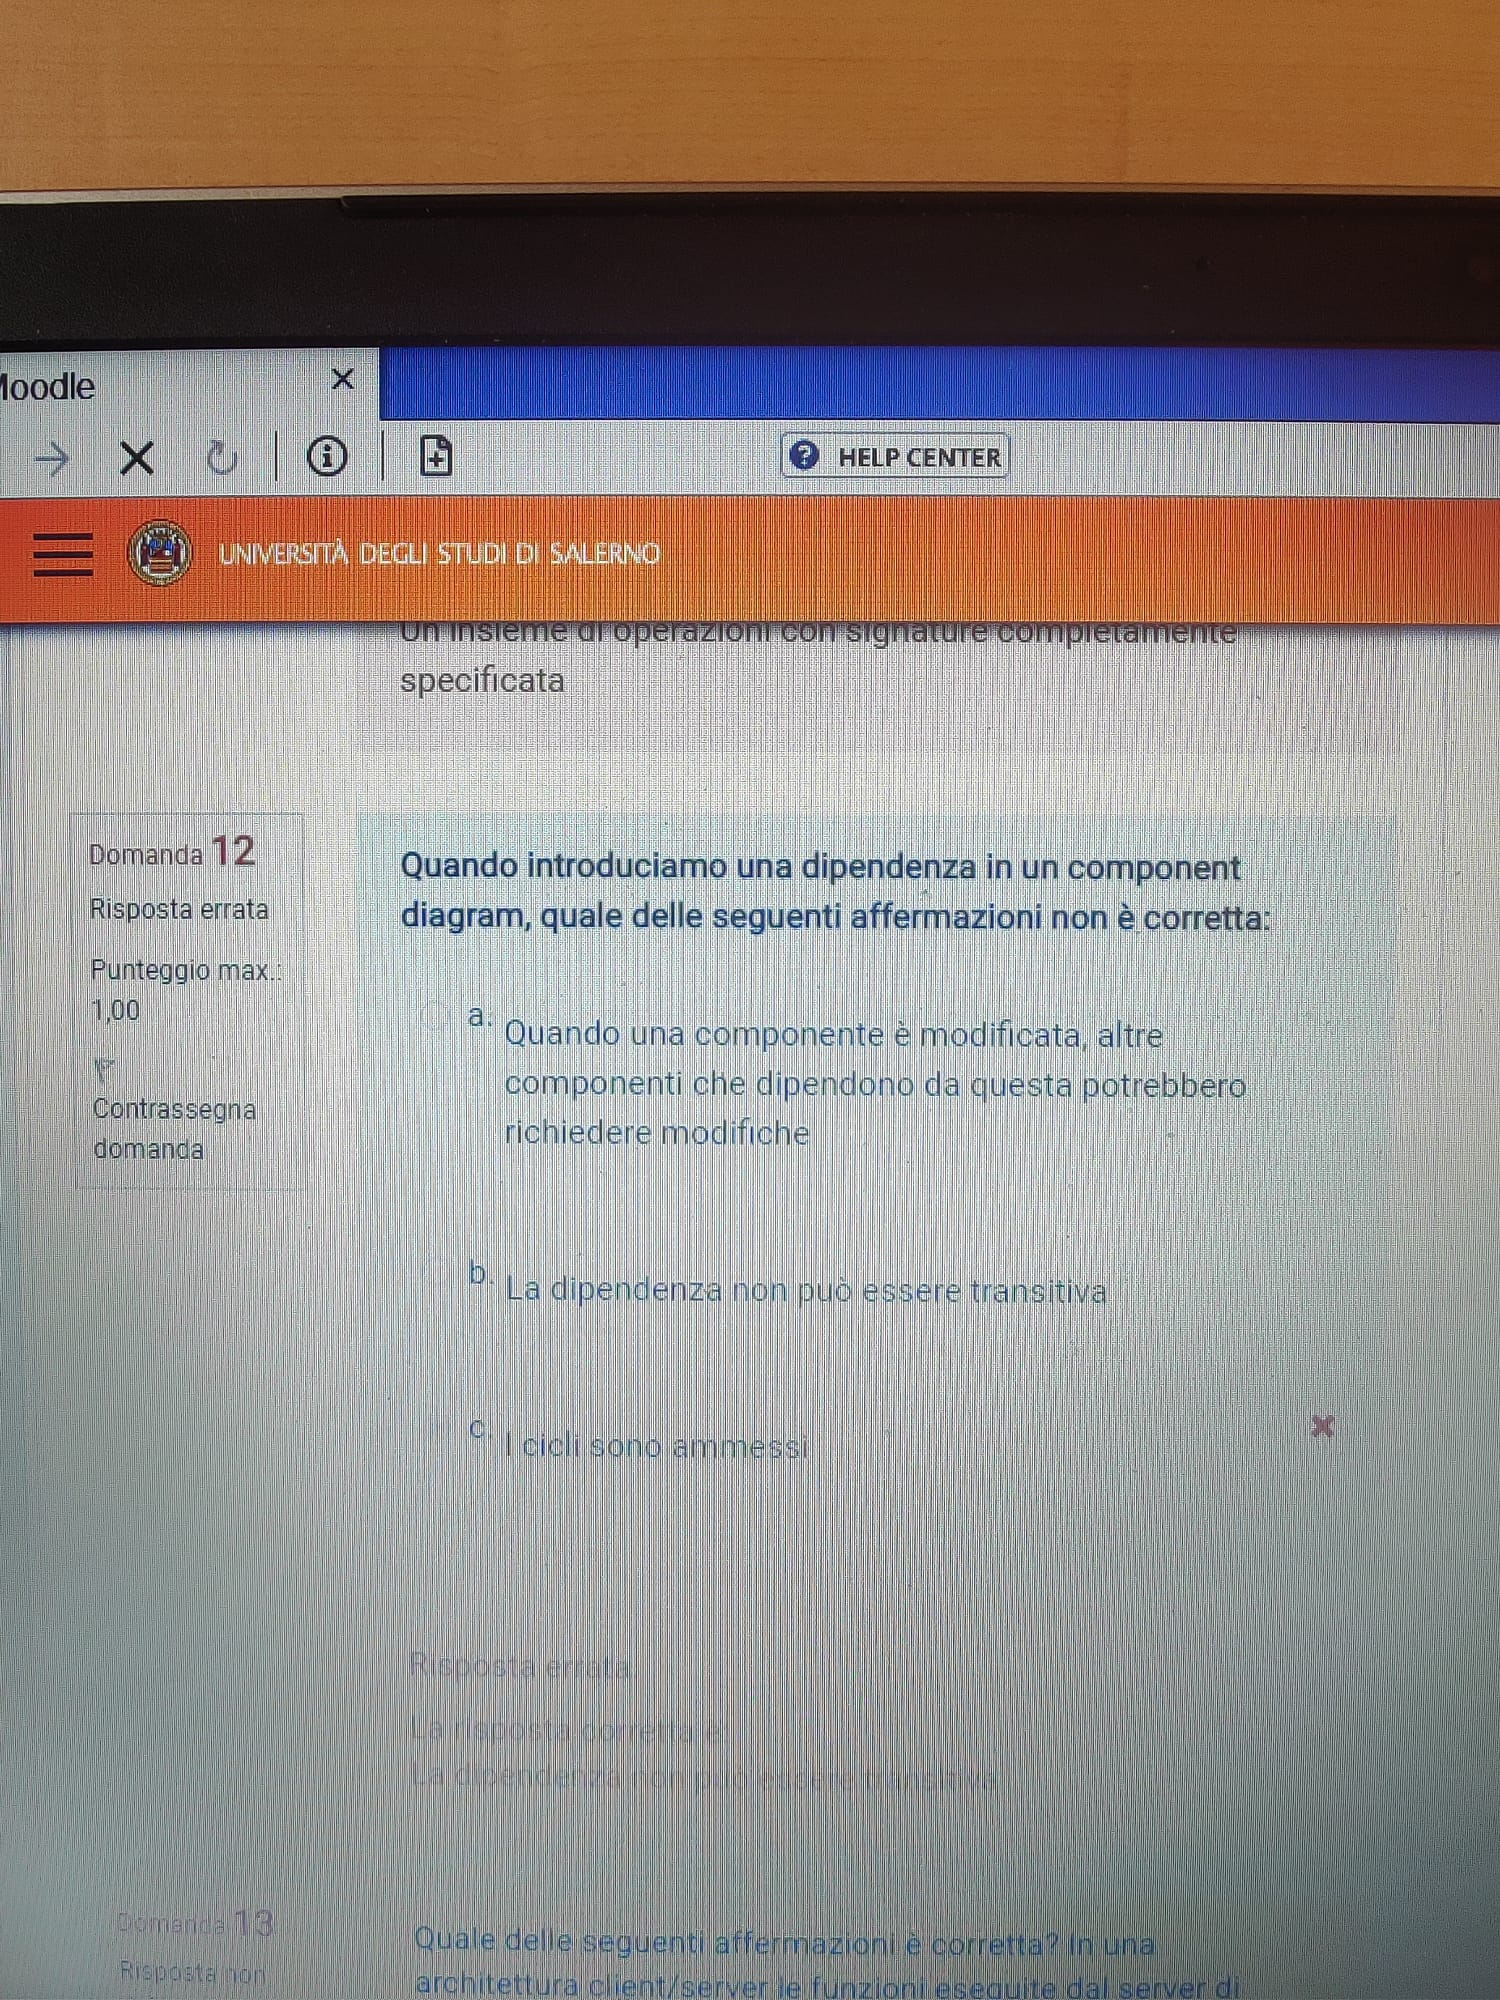 Moodle
HELP CENTER
UNIVERSITÀ DEGLI STUDI DI SALERNO
Un insieme di operazioni con signature completamente
specificata
Domanda 12
Risposta errata
Punteggio max.:
1,00
Contrassegna
domanda
Quando introduciamo una dipendenza in un component
diagram, quale delle seguenti affermazioni non è corretta:
a. Quando una componente è modificata, altre
componenti che dipendono da questa potrebbero
richiedere modifiche
b. La dipendenza non può essere transitiva
c. I cicli sono ammessi
Risposta errata.
La risposta corretta è:
La dipendenza non può essere transitiva
Domanda 13
Risposta non
Quale delle seguenti affermazioni è corretta? In una
architettura client/server le funzioni eseguite dal server di